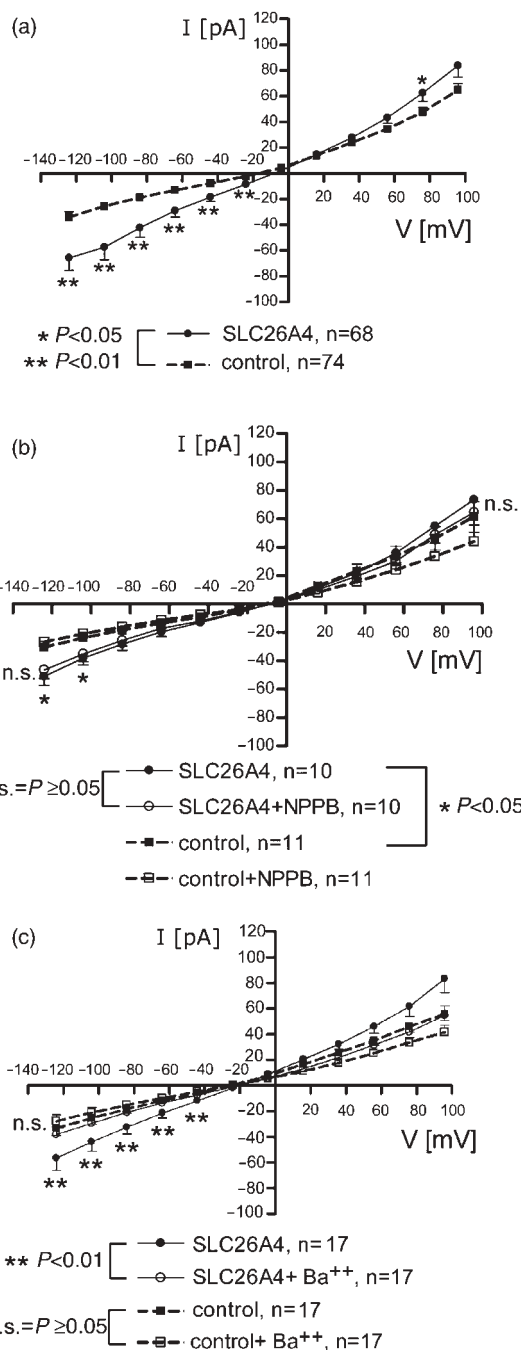 (a)
I [pA]
120
100
80
60
40
20
*
−140 −120 −100 −80 −60 −40 −20
20 40 60 80 100
V [mV]
** ** ** ** ** **
−20
−40
−60
−80
−100
* P<0.05
** P<0.01
SLC26A4, n=68
control, n=74
(b)
I [pA]
120
100
80
60
40
20
n.s.
−140 −120 −100 −80 −60 −40 −20
20 40 60 80 100
V [mV]
n.s.
* *
−20
−40
−60
−80
−100
s.=P ≥0.05
SLC26A4, n=10
SLC26A4+NPPB, n=10
control, n=11
control+NPPB, n=11
* P<0.05
(c)
I [pA]
120
100
80
60
40
20
−140 −120 −100 −80 −60 −40 −20
20 40 60 80 100
V [mV]
n.s.
** ** ** ** **
−20
−40
−60
−80
−100
** P<0.01
SLC26A4, n=17
SLC26A4+ Ba++, n=17
.s.=P ≥0.05
control, n=17
control+ Ba++, n=17